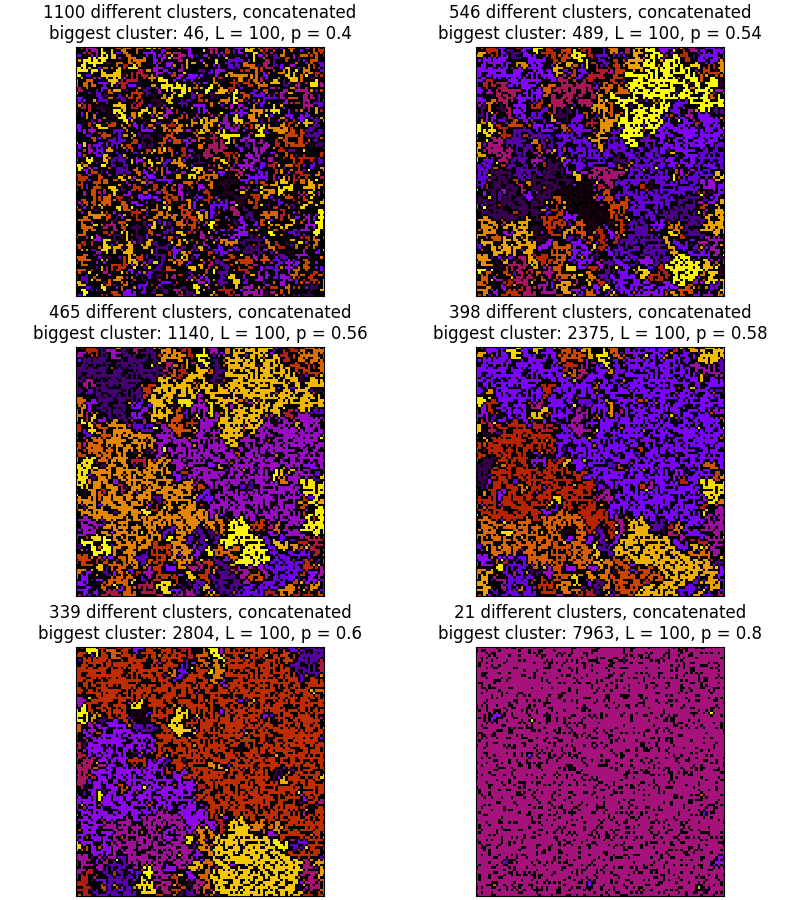 1100 different clusters, concatenated
biggest cluster: 46, L = 100, p = 0.4
546 different clusters, concatenated
biggest cluster: 489, L = 100, p = 0.54
465 different clusters, concatenated
biggest cluster: 1140, L = 100, p = 0.56
398 different clusters, concatenated
biggest cluster: 2375, L = 100, p = 0.58
339 different clusters, concatenated
biggest cluster: 2804, L = 100, p = 0.6
21 different clusters, concatenated
biggest cluster: 7963, L = 100, p = 0.8